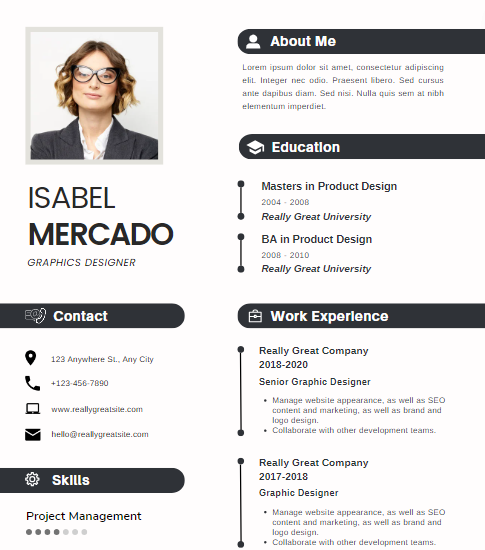 ISABEL
MERCADO
GRAPHICS DESIGNER
Contact
123 Anywhere St., Any City
+123-456-7890
www.reallygreatsite.com
hello@reallygreatsite.com
Skills
Project Management
About Me
Lorem ipsum dolor sit amet, consectetur adipiscing
elit. Integer nec odio. Praesent libero. Sed cursus
ante dapibus diam. Sed nisi. Nulla quis sem at nibh
elementum imperdiet.
Education
Masters in Product Design
2004 - 2008
Really Great University
BA in Product Design
2008 - 2010
Really Great University
Work Experience
Really Great Company
2018-2020
Senior Graphic Designer
• Manage website appearance, as well as SEO
content and marketing, as well as brand and
logo design.
• Collaborate with other development teams.
Really Great Company
2017-2018
Graphic Designer
• Manage website appearance, as well as SEO
content and marketing, as well as brand and
logo design.
• Collaborate with other development teams.